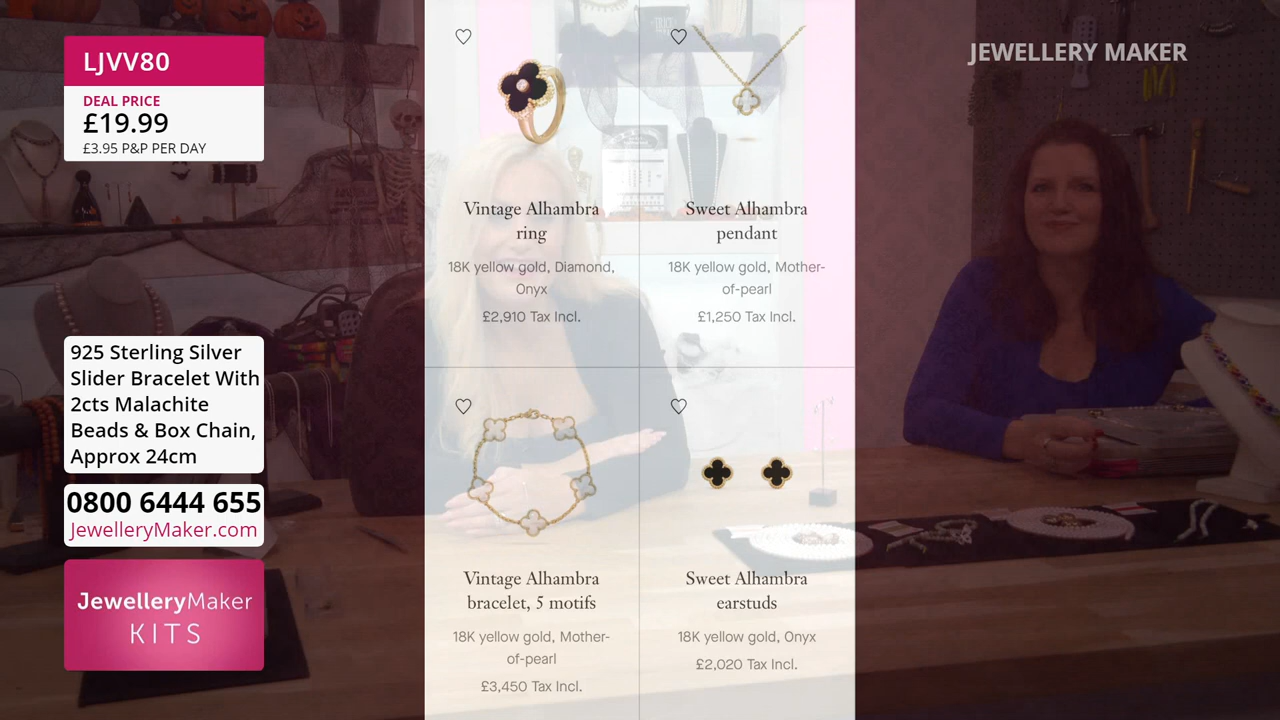 LJVV80
DEAL PRICE
£19.99
£3.95 P&P PER DAY
925 Sterling Silver
Slider Bracelet With
2cts Malachite
Beads & Box Chain,
Approx 24cm
0800 6444 655
JewelleryMaker.com
JewelleryMaker
KITS
Vintage Alhambra
ring
18K yellow gold, Diamond,
Onyx
£2,910 Tax Incl.
Sweet Alhambra
pendant
18K yellow gold, Mother-
of-pearl
£1,250 Tax Incl.
Vintage Alhambra
bracelet, 5 motifs
18K yellow gold, Mother-
of-pearl
£3,450 Tax Incl.
Sweet Alhambra
earstuds
18K yellow gold, Onyx
£2,020 Tax Incl.
JEWELLERY MAKER